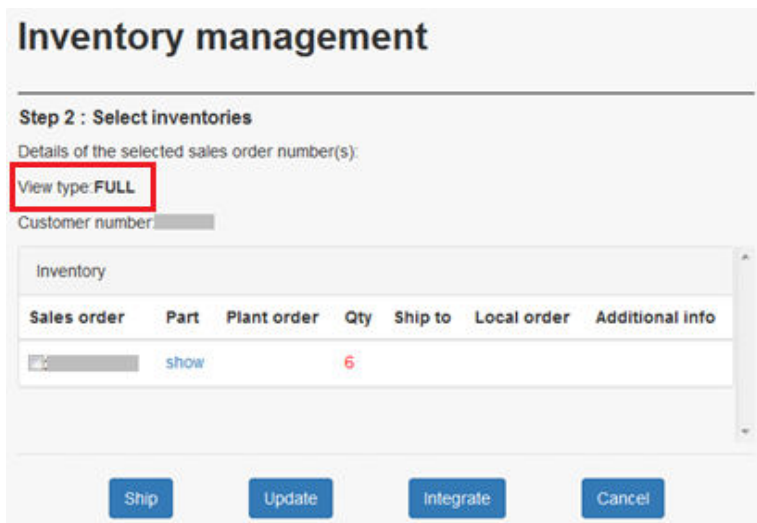 Inventory management
Step 2 : Select inventories
Details of the selected sales order number(s):
View type:FULL
Customer number:
Inventory
Sales order Part Plant order Qty Ship to Local order Additional info
show 6
Ship Update Integrate Cancel